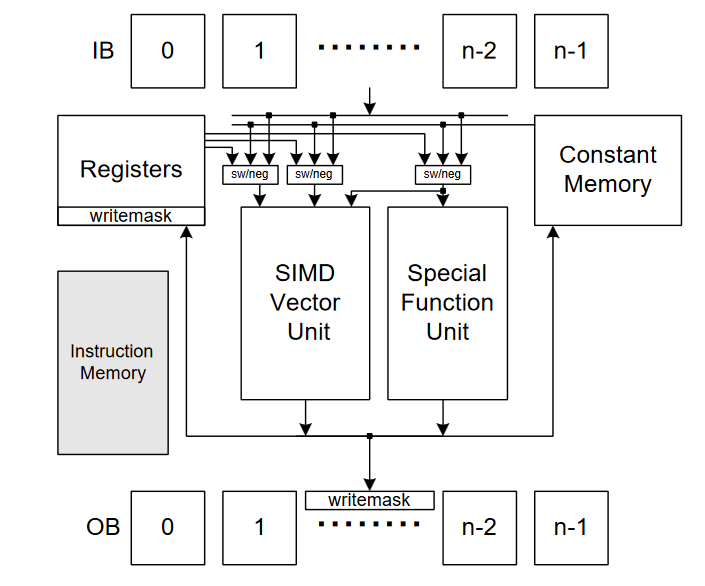 IB 0 1 ........ n-2 n-1
Registers
writemask
sw/neg sw/neg sw/neg
Constant
Memory
SIMD
Vector
Unit
Special
Function
Unit
Instruction
Memory
writemask
OB 0 1 ........ n-2 n-1